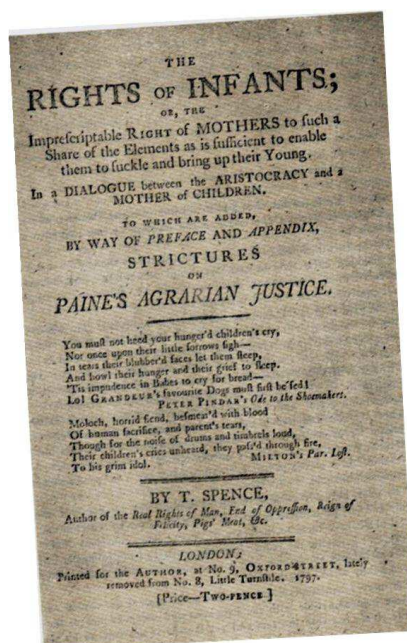 THE
RIGHTS OF INFANTS;
OR, THE
Imprescriptable RIGHT of MOTHERS to such a
Share of the Elements as is sufficient to enable
them to suckle and bring up their Young.
In a DIALOGUE between the ARISTOCRACY and a
MOTHER of CHILDREN.
TO WHICH ARE ADDED,
BY WAY OF PREFACE AND APPENDIX,
STRICTURES
ON
PAINE'S AGRARIAN JUSTICE.
You must not heed your hunger'd children's cry,
Nor once upon their little sorrows sigh—
In tears their blubber'd faces let them steep,
And howl their hunger and their grief to sleep.
'Tis impudence in Babes to cry for bread—
Lo! GRANDEUR's favourite Dogs must first be fed!
PETER PINDAR's Ode to the Shoemakers.
Moloch, horrid fiend, besmear'd with blood
Of human sacrifice, and parent's tears,
Though for the noise of drums and timbrels loud,
Their children's cries unheard, they pass'd through fire,
To his grim idol. MILTON's Par. Lost.
BY T. SPENCE,
Author of the Real Rights of Man, End of Oppression, Reign of
Felicity, Pigs' Meat, &c.
LONDON:
Printed for the AUTHOR, at No. 9, OXFORD-STREET, lately
removed from No. 8, Little Turnstile. 1797.
[Price—TWO-PENCE]